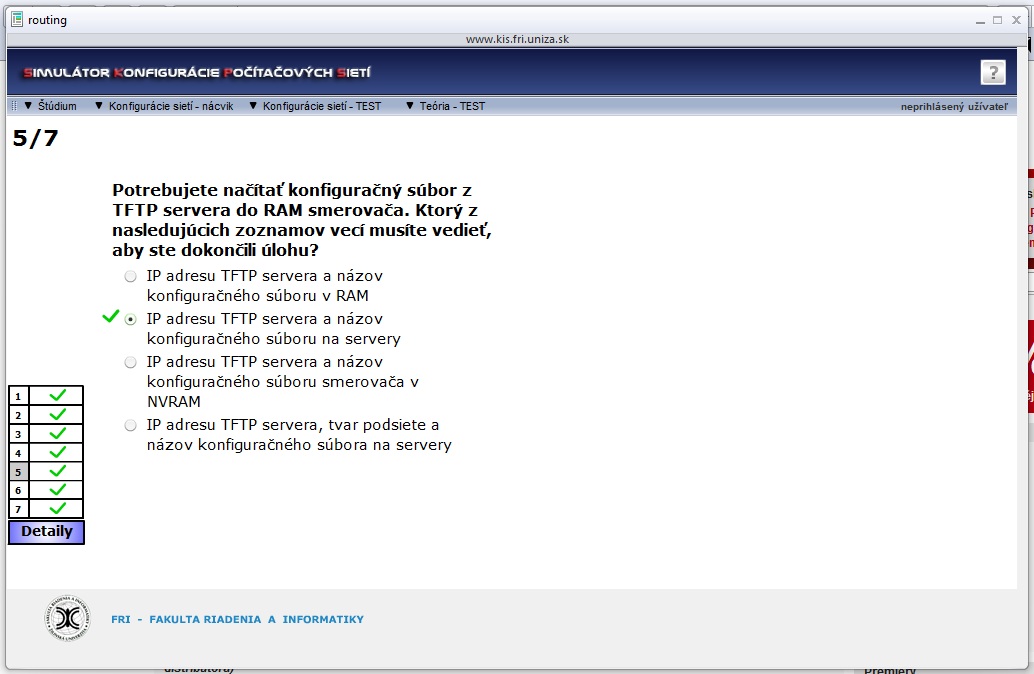 routing
www.kis.fri.uniza.sk
SIMULÁTOR KONFIGURÁCIE POČÍTAČOVÝCH SIETÍ
?
▼ Štúdium ▼ Konfigurácie sietí - nácvik ▼ Konfigurácie sietí - TEST ▼ Teória - TEST neprihlásený užívateľ
5/7
Potrebujete načítať konfiguračný súbor z
TFTP servera do RAM smerovača. Ktorý z
nasledujúcich zoznamov vecí musíte vedieť,
aby ste dokončili úlohu?
IP adresu TFTP servera a názov
konfiguračného súboru v RAM
IP adresu TFTP servera a názov
konfiguračného súboru na servery
IP adresu TFTP servera a názov
konfiguračného súboru smerovača v
NVRAM
IP adresu TFTP servera, tvar podsiete a
názov konfiguračného súbora na servery
1
2
3
4
5
6
7
Detaily
FRI - FAKULTA RIADENIA A INFORMATIKY
distribútora)
Premiéry